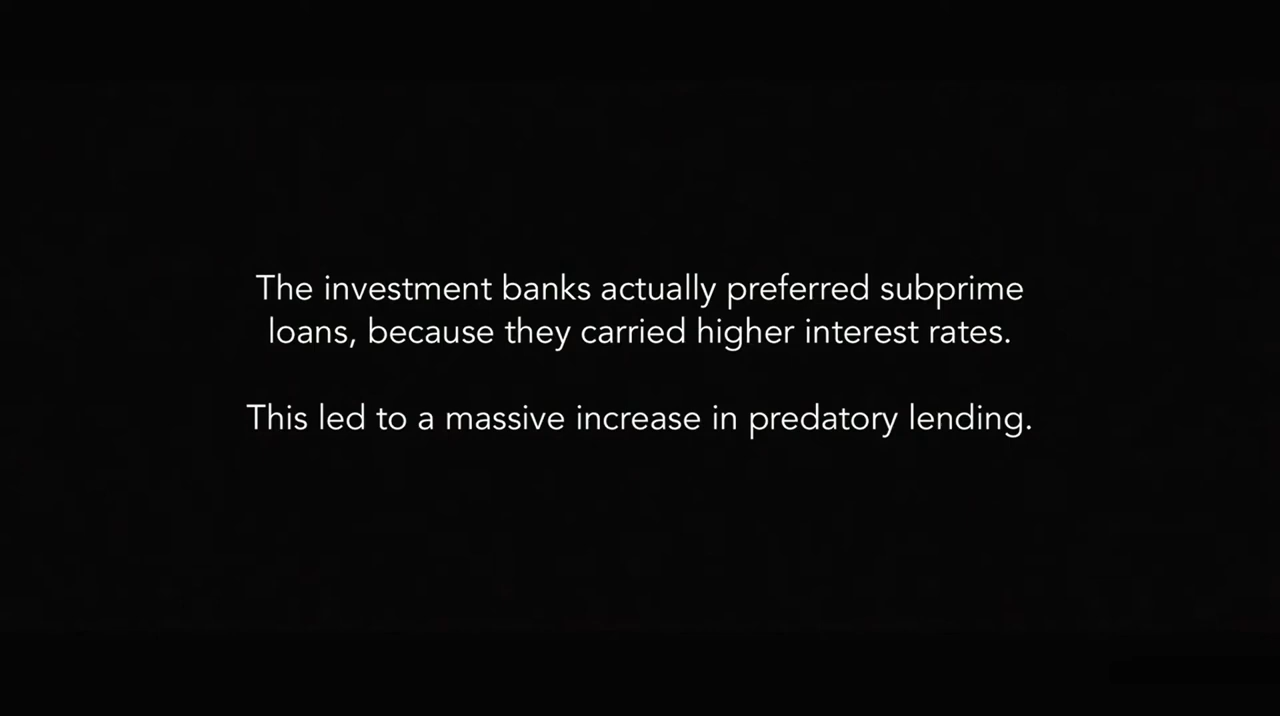 The investment banks actually preferred subprime
loans, because they carried higher interest rates.
This led to a massive increase in predatory lending.